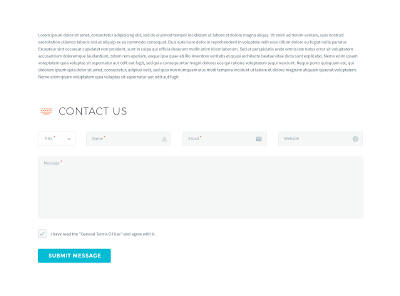 Lorem ipsum dolor sit amet, consectetur adipiscing elit, sed do eiusmod tempor incididunt ut labore et dolore magna aliqua. Ut enim ad minim veniam, quis nostrud
exercitation ullamco laboris nisi ut aliquip ex ea commodo consequat. Duis aute irure dolor in reprehenderit in voluptate velit esse cillum dolore eu fugiat nulla pariatur.
Excepteur sint occaecat cupidatat non proident, sunt in culpa qui officia deserunt mollit anim id est laborum. Sed ut perspiciatis unde omnis iste natus error sit voluptatem
accusantium doloremque laudantium, totam rem aperiam, eaque ipsa quae ab illo inventore veritatis et quasi architecto beatae vitae dicta sunt explicabo. Nemo enim ipsam
voluptatem quia voluptas sit aspernatur aut odit aut fugit, sed quia consequuntur magni dolores eos qui ratione voluptatem sequi nesciunt. Neque porro quisquam est, qui
dolorem ipsum quia dolor sit amet, consectetur, adipisci velit, sed quia non numquam eius modi tempora incidunt ut labore et dolore magnam aliquam quaerat voluptatem.
Nemo enim ipsam voluptatem quia voluptas sit aspernatur aut odit aut fugit
CONTACT US
Title * Name * Email * Website
Message *
I have read the "General Terms Of Use" and agree with it.
SUBMIT MESSAGE